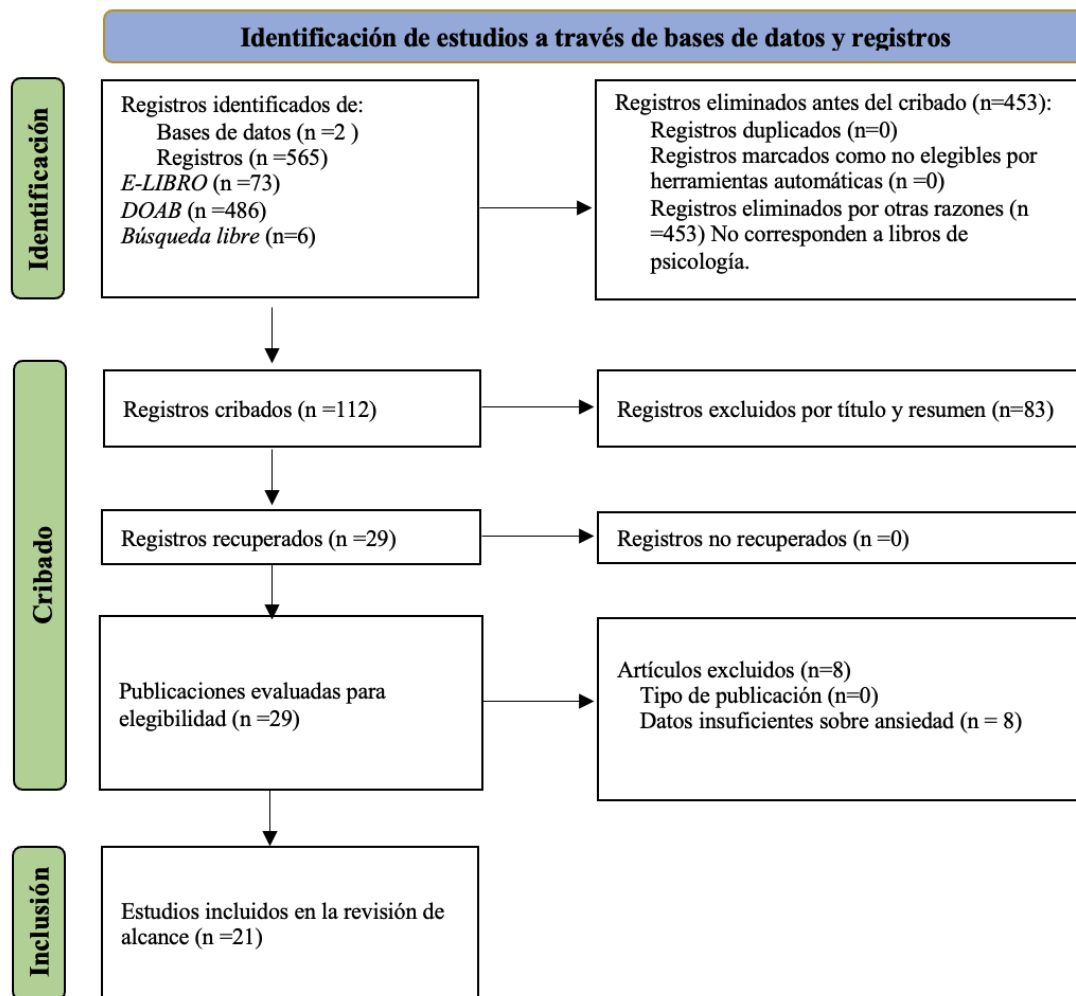 Identificación de estudios a través de bases de datos y registros
Identificación
Registros identificados de:
Bases de datos (n =2 )
Registros (n =565)
E-LIBRO (n =73)
DOAB (n =486)
Búsqueda libre (n=6)
Registros eliminados antes del cribado (n=453):
Registros duplicados (n=0)
Registros marcados como no elegibles por
herramientas automáticas (n =0)
Registros eliminados por otras razones (n
=453) No corresponden a libros de
psicología.
Cribado
Registros cribados (n =112)
Registros excluidos por título y resumen (n=83)
Registros recuperados (n =29)
Registros no recuperados (n =0)
Publicaciones evaluadas para
elegibilidad (n =29)
Artículos excluidos (n=8)
Tipo de publicación (n=0)
Datos insuficientes sobre ansiedad (n = 8)
Inclusión
Estudios incluidos en la revisión de
alcance (n =21)